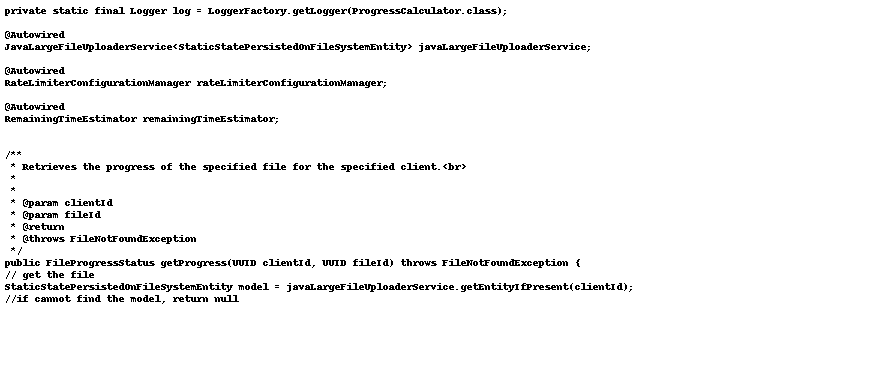 private static final Logger log = LoggerFactory.getLogger(ProgressCalculator.class);
@Autowired
JavaLargeFileUploaderService<StaticStatePersistedOnFileSystemEntity> javaLargeFileUploaderService;
@Autowired
RateLimiterConfigurationManager rateLimiterConfigurationManager;
@Autowired
RemainingTimeEstimator remainingTimeEstimator;
/**
* Retrieves the progress of the specified file for the specified client.<br>
*
*
* @param clientId
* @param fileId
* @return
* @throws FileNotFoundException
*/
public FileProgressStatus getProgress(UUID clientId, UUID fileId) throws FileNotFoundException {
// get the file
StaticStatePersistedOnFileSystemEntity model = javaLargeFileUploaderService.getEntityIfPresent(clientId);
//if cannot find the model, return null